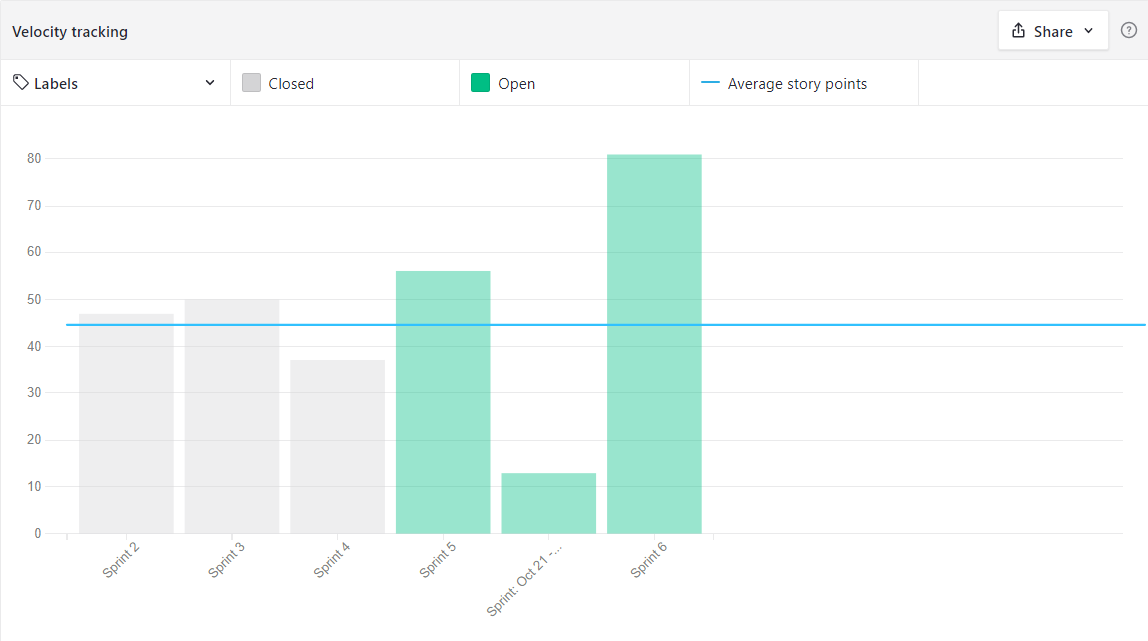 Velocity tracking
Share
?
Labels
Closed
Open
Average story points
80
70
60
50
40
30
20
10
0
Sprint 2
Sprint 3
Sprint 4
Sprint 5
Sprint: Oct 21 -...
Sprint 6